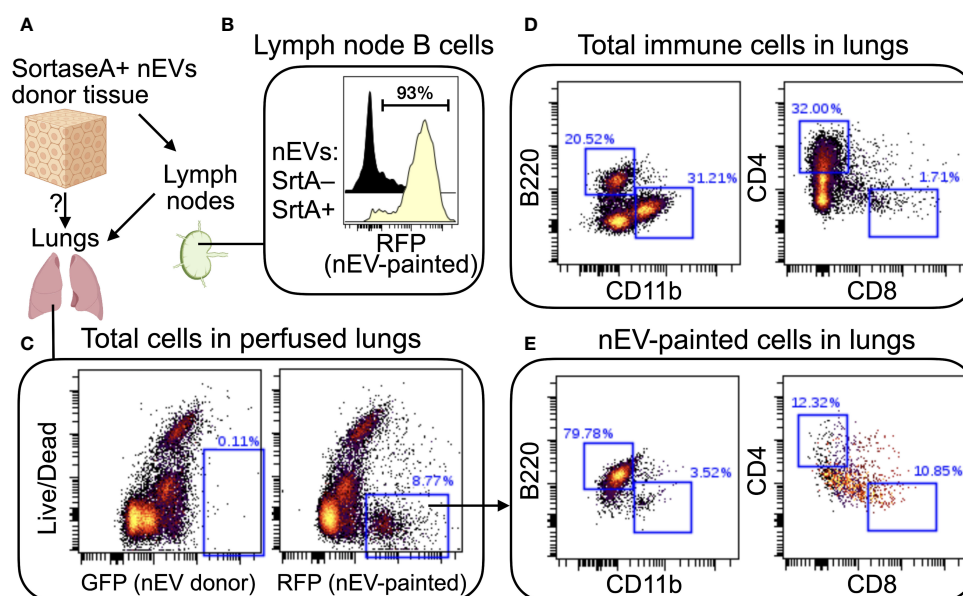 A
SortaseA+ nEVs
donor tissue
?
Lungs
Lymph
nodes
B
Lymph node B cells
93%
nEVs:
SrtA–
SrtA+
RFP
(nEV-painted)
C
Total cells in perfused lungs
Live/Dead
0.11%
GFP (nEV donor)
8.77%
RFP (nEV-painted)
D
Total immune cells in lungs
B220
20.52%
31.21%
CD11b
CD4
32.00%
1.71%
CD8
E
nEV-painted cells in lungs
B220
79.78%
3.52%
CD11b
CD4
12.32%
10.85%
CD8